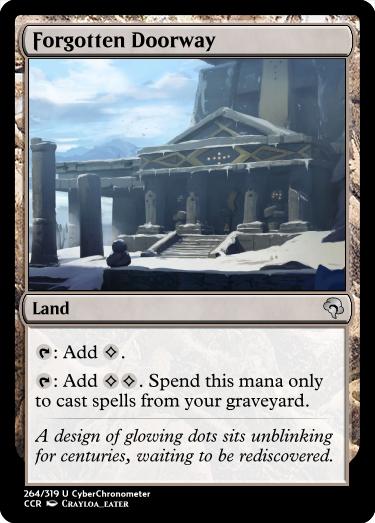 Forgotten Doorway
Land
: Add ◇.
: Add ◇◇. Spend this mana only
to cast spells from your graveyard.
A design of glowing dots sits unblinking
for centuries, waiting to be rediscovered.
264/319 U CyberChronometer
CCR Crayloa_eater